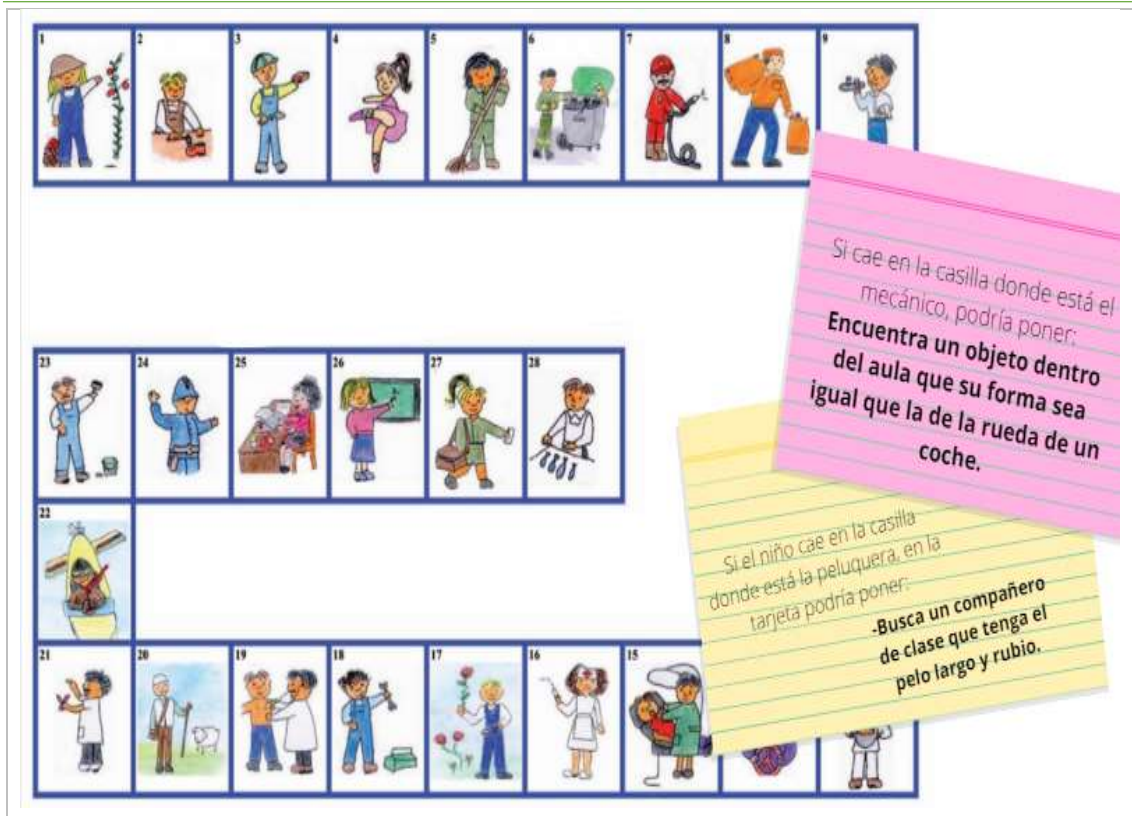 1 2 3 4 5 6 7 8 9
Si cae en la casilla donde está el
mecánico, podría poner:
Encuentra un objeto dentro
del aula que su forma sea
igual que la de la rueda de un
coche.
23 24 25 26 27 28
Si el niño cae en la casilla
donde está la peluquera, en la
tarjeta podría poner:
-Busca un compañero
de clase que tenga el
pelo largo y rubio.
22
21 20 19 18 17 16 15